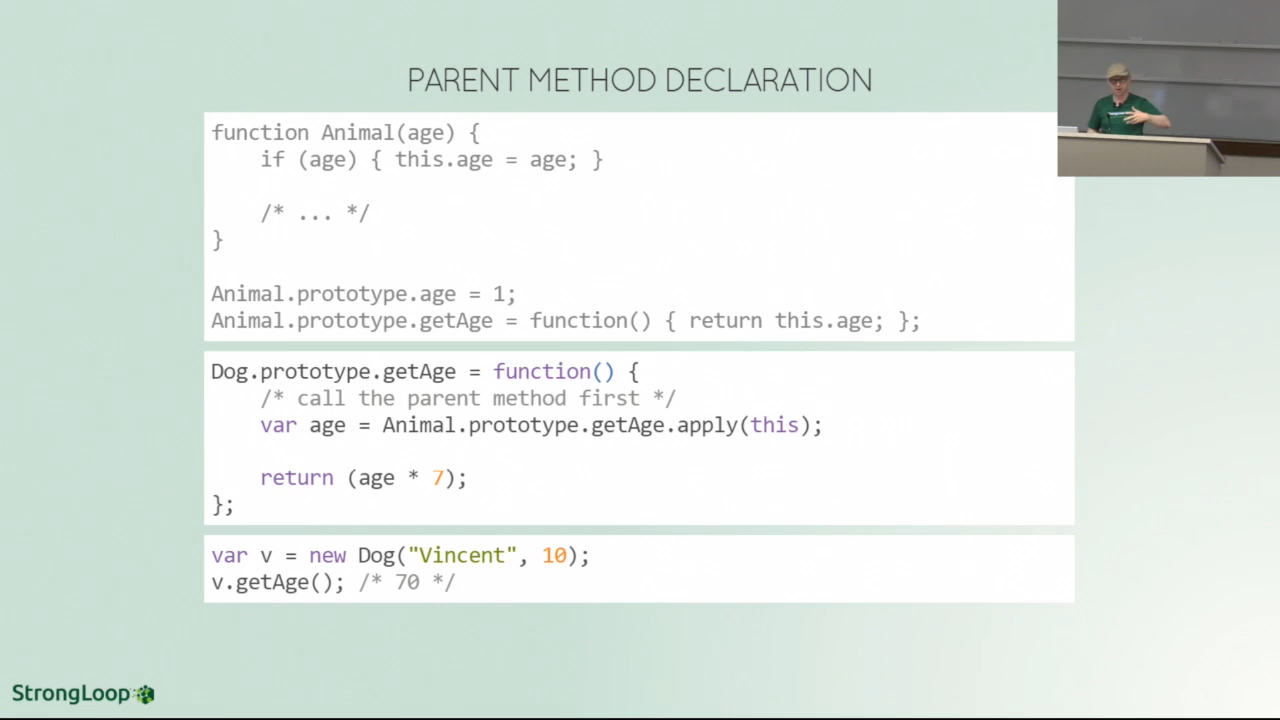 PARENT METHOD DECLARATION
function Animal(age) {
    if (age) { this.age = age; }
    /* ... */
}
Animal.prototype.age = 1;
Animal.prototype.getAge = function() { return this.age; };
Dog.prototype.getAge = function() {
    /* call the parent method first */
    var age = Animal.prototype.getAge.apply(this);
    return (age * 7);
};
var v = new Dog("Vincent", 10);
v.getAge(); /* 70 */
StrongLoop